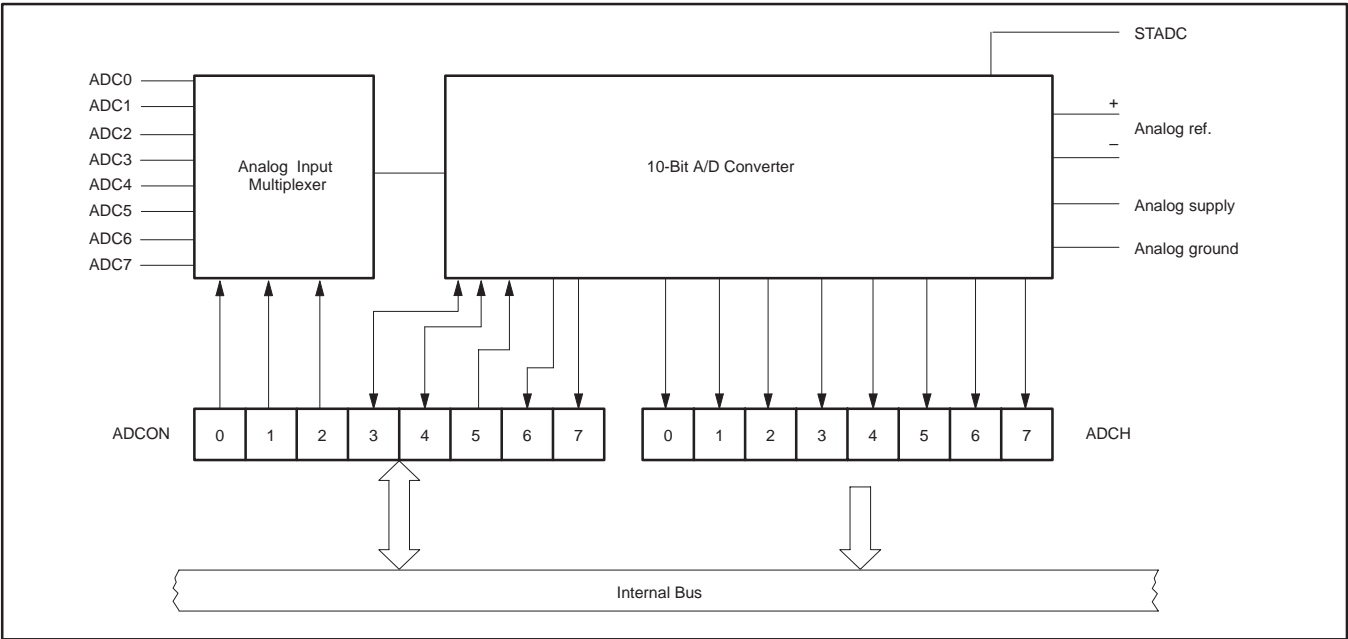 STADC
ADC0
ADC1
ADC2
ADC3
ADC4
ADC5
ADC6
ADC7
Analog Input
Multiplexer
10-Bit A/D Converter
+
Analog ref.
–
Analog supply
Analog ground
ADCON 0 1 2 3 4 5 6 7
0 1 2 3 4 5 6 7 ADCH
Internal Bus